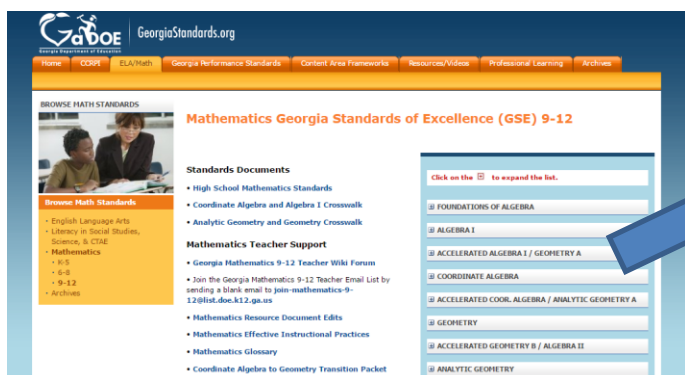 GaDOE
Georgia Department of Education
GeorgiaStandards.org
Home CCRPI ELA/Math Georgia Performance Standards Content Area Frameworks Resources/Videos Professional Learning Archives
BROWSE MATH STANDARDS
Browse Math Standards
• English Language Arts
• Literacy in Social Studies,
Science, & CTAE
• Mathematics
• K-5
• 6-8
• 9-12
• Archives
Mathematics Georgia Standards of Excellence (GSE) 9-12
Standards Documents
• High School Mathematics Standards
• Coordinate Algebra and Algebra I Crosswalk
• Analytic Geometry and Geometry Crosswalk
Mathematics Teacher Support
• Georgia Mathematics 9-12 Teacher Wiki Forum
• Join the Georgia Mathematics 9-12 Teacher Email List by
sending a blank email to join-mathematics-9-
12@list.doe.k12.ga.us
• Mathematics Resource Document Edits
• Mathematics Effective Instructional Practices
• Mathematics Glossary
• Coordinate Algebra to Geometry Transition Packet
Click on the to expand the list.
FOUNDATIONS OF ALGEBRA
ALGEBRA I
ACCELERATED ALGEBRA I / GEOMETRY A
COORDINATE ALGEBRA
ACCELERATED COOR. ALGEBRA / ANALYTIC GEOMETRY A
GEOMETRY
ACCELERATED GEOMETRY B / ALGEBRA II
ANALYTIC GEOMETRY